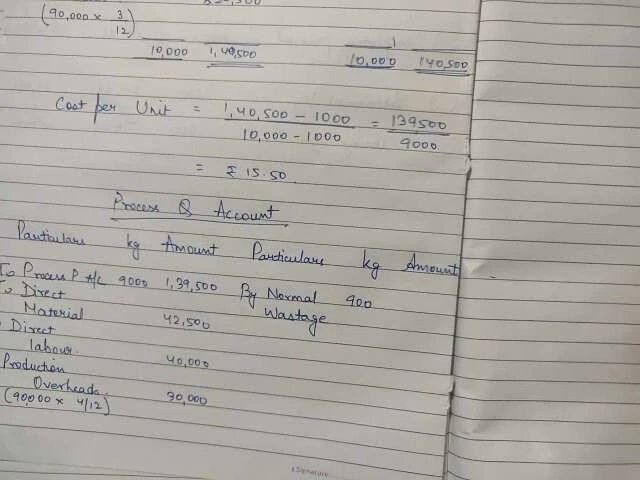 (90,000 × 3/12)
10,000 1,40,500 10,000 140,500
Cost per Unit = 1,40,500 - 1000 / 10,000 - 1000 = 139500 / 9000
= ₹ 15.50
Process Q Account
Particulars kg Amount Particulars kg Amount
To Process P A/c 9000 1,39,500 By Normal 900
To Direct Wastage
Material 42,500
Direct
labour. 40,000
Production
Overheads. 30,000
(90,000 × 4/12)
Signature